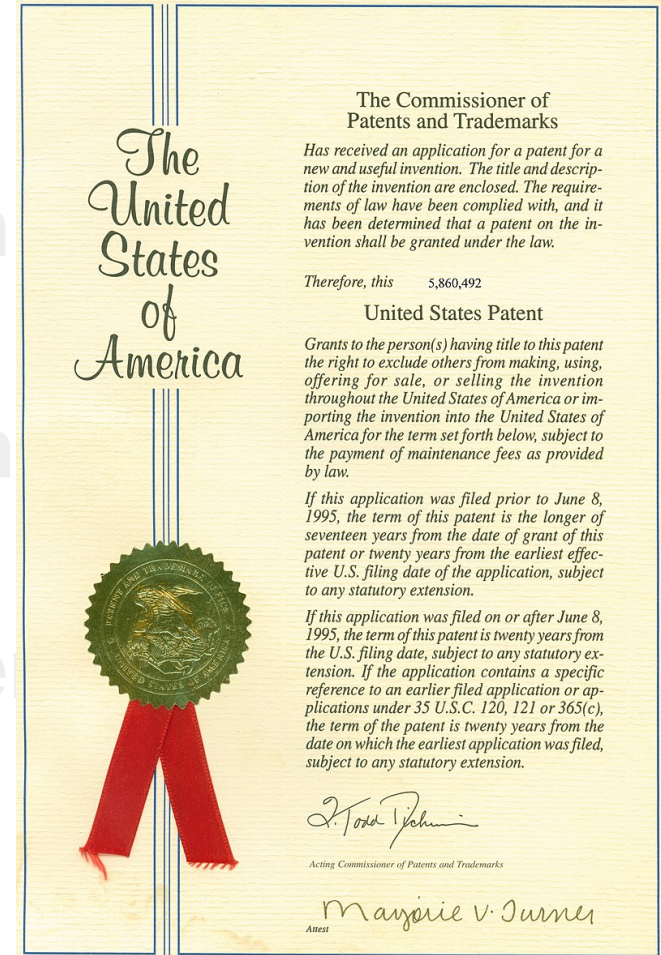 The
United
States
of
America
The Commissioner of
Patents and Trademarks
Has received an application for a patent for a
new and useful invention. The title and descrip-
tion of the invention are enclosed. The require-
ments of law have been complied with, and it
has been determined that a patent on the in-
vention shall be granted under the law.
Therefore, this 5,860,492
United States Patent
Grants to the person(s) having title to this patent
the right to exclude others from making, using,
offering for sale, or selling the invention
throughout the United States of America or im-
porting the invention into the United States of
America for the term set forth below, subject to
the payment of maintenance fees as provided
by law.
If this application was filed prior to June 8,
1995, the term of this patent is the longer of
seventeen years from the date of grant of this
patent or twenty years from the earliest effec-
tive U.S. filing date of the application, subject
to any statutory extension.
If this application was filed on or after June 8,
1995, the term of this patent is twenty years from
the U.S. filing date, subject to any statutory ex-
tension. If the application contains a specific
reference to an earlier filed application or ap-
plications under 35 U.S.C. 120, 121 or 365(c),
the term of the patent is twenty years from the
date on which the earliest application was filed,
subject to any statutory extension.
PATENT AND TRADEMARK OFFICE
UNITED STATES OF AMERICA
Q. Todd Dickinson
Acting Commissioner of Patents and Trademarks
Marjorie V. Turner
Attest